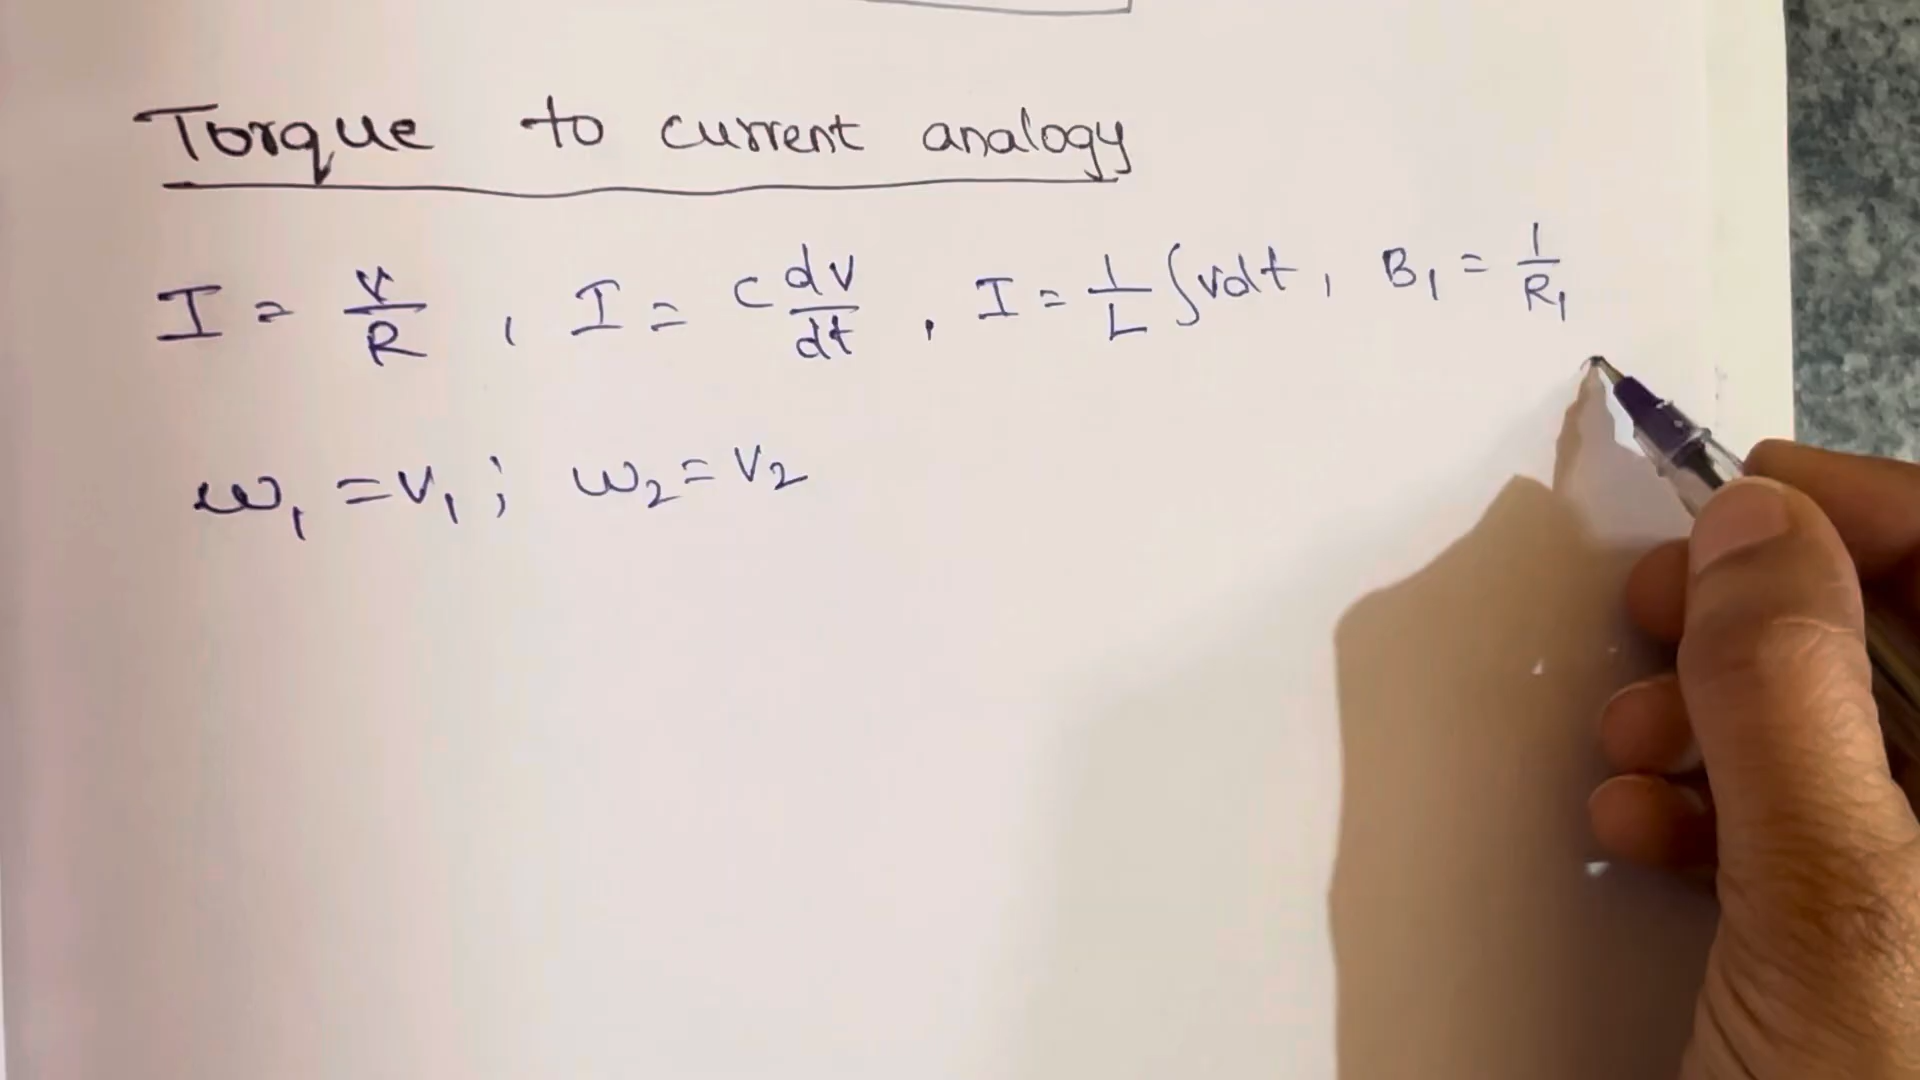 Torque to current analogy
I = v/R , I = C dv/dt , I = 1/L ∫vdt , B₁ = 1/R₁
ω₁ = v₁ ; ω₂ = v₂